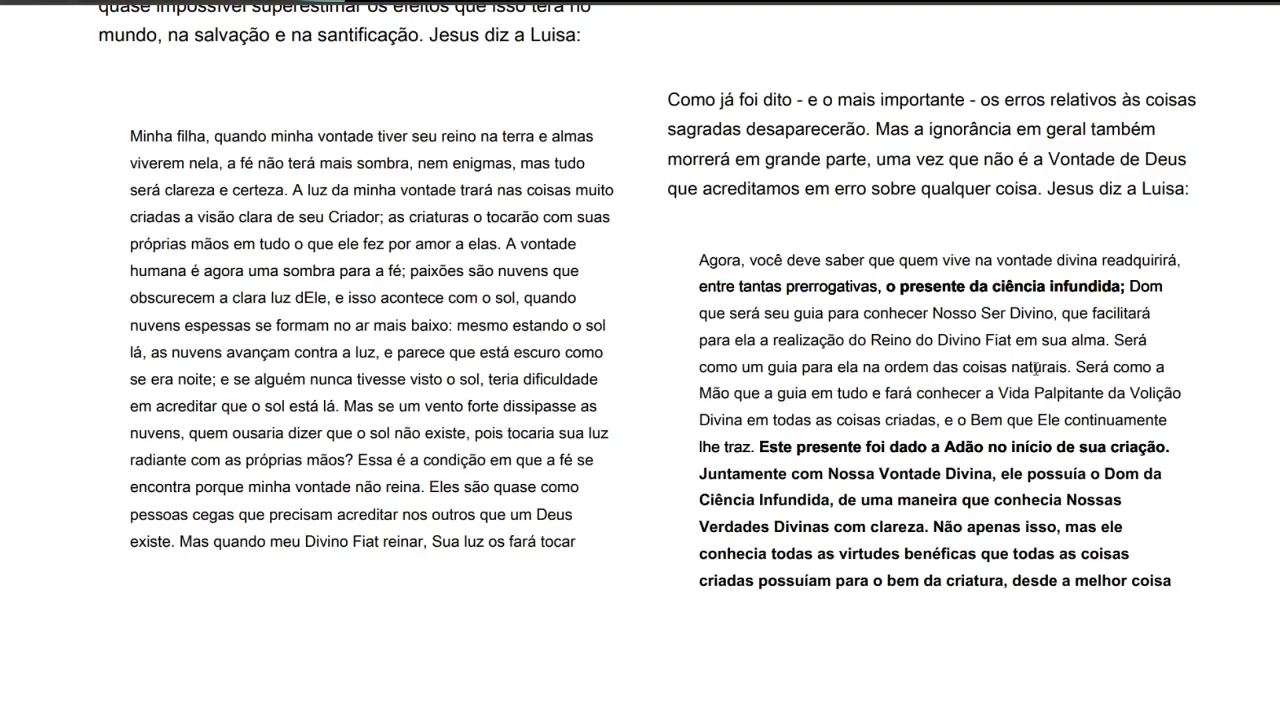 quase impossível superestimar os efeitos que isso terá no
mundo, na salvação e na santificação. Jesus diz a Luisa:
Minha filha, quando minha vontade tiver seu reino na terra e almas
viverem nela, a fé não terá mais sombra, nem enigmas, mas tudo
será clareza e certeza. A luz da minha vontade trará nas coisas muito
criadas a visão clara de seu Criador; as criaturas o tocarão com suas
próprias mãos em tudo o que ele fez por amor a elas. A vontade
humana é agora uma sombra para a fé; paixões são nuvens que
obscurecem a clara luz dEle, e isso acontece com o sol, quando
nuvens espessas se formam no ar mais baixo: mesmo estando o sol
lá, as nuvens avançam contra a luz, e parece que está escuro como
se era noite; e se alguém nunca tivesse visto o sol, teria dificuldade
em acreditar que o sol está lá. Mas se um vento forte dissipasse as
nuvens, quem ousaria dizer que o sol não existe, pois tocaria sua luz
radiante com as próprias mãos? Essa é a condição em que a fé se
encontra porque minha vontade não reina. Eles são quase como
pessoas cegas que precisam acreditar nos outros que um Deus
existe. Mas quando meu Divino Fiat reinar, Sua luz os fará tocar
Como já foi dito - e o mais importante - os erros relativos às coisas
sagradas desaparecerão. Mas a ignorância em geral também
morrerá em grande parte, uma vez que não é a Vontade de Deus
que acreditamos em erro sobre qualquer coisa. Jesus diz a Luisa:
Agora, você deve saber que quem vive na vontade divina readquirirá,
entre tantas prerrogativas, o presente da ciência infundida; Dom
que será seu guia para conhecer Nosso Ser Divino, que facilitará
para ela a realização do Reino do Divino Fiat em sua alma. Será
como um guia para ela na ordem das coisas naturais. Será como a
Mão que a guia em tudo e fará conhecer a Vida Palpitante da Volição
Divina em todas as coisas criadas, e o Bem que Ele continuamente
lhe traz. Este presente foi dado a Adão no início de sua criação.
Juntamente com Nossa Vontade Divina, ele possuía o Dom da
Ciência Infundida, de uma maneira que conhecia Nossas
Verdades Divinas com clareza. Não apenas isso, mas ele
conhecia todas as virtudes benéficas que todas as coisas
criadas possuíam para o bem da criatura, desde a melhor coisa